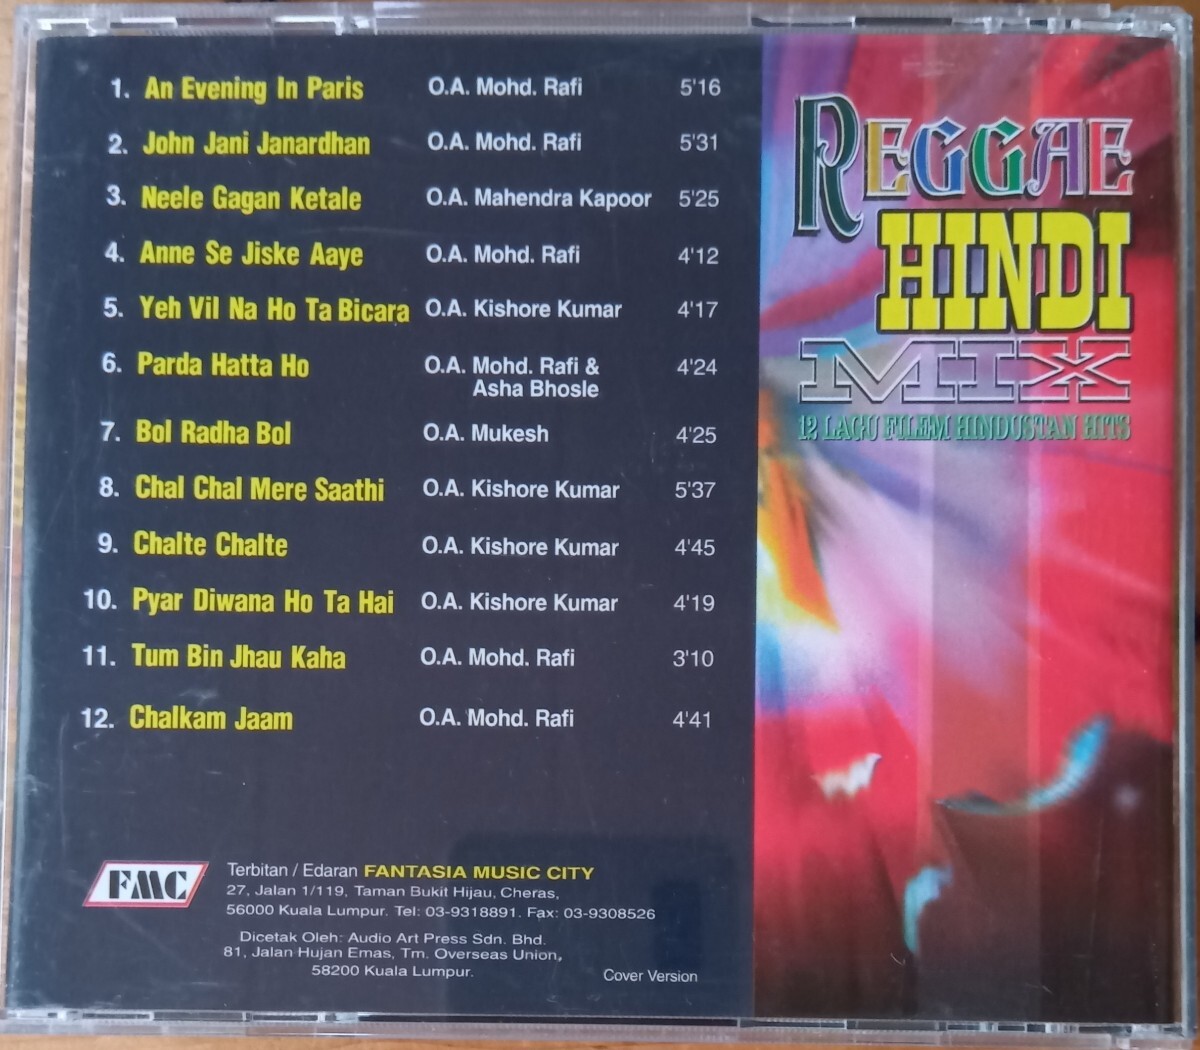 1. An Evening In Paris O.A. Mohd. Rafi 5'16
2. John Jani Janardhan O.A. Mohd. Rafi 5'31
3. Neele Gagan Ketale O.A. Mahendra Kapoor 5'25
4. Anne Se Jiske Aaye O.A. Mohd. Rafi 4'12
5. Yeh Vil Na Ho Ta Bicara O.A. Kishore Kumar 4'17
6. Parda Hatta Ho O.A. Mohd. Rafi & 4'24
Asha Bhosle
7. Bol Radha Bol O.A. Mukesh 4'25
8. Chal Chal Mere Saathi O.A. Kishore Kumar 5'37
9. Chalte Chalte O.A. Kishore Kumar 4'45
10. Pyar Diwana Ho Ta Hai O.A. Kishore Kumar 4'19
11. Tum Bin Jhau Kaha O.A. Mohd. Rafi 3'10
12. Chalkam Jaam O.A. Mohd. Rafi 4'41
FMC
Terbitan / Edaran FANTASIA MUSIC CITY
27, Jalan 1/119, Taman Bukit Hijau, Cheras,
56000 Kuala Lumpur. Tel: 03-9318891. Fax: 03-9308526
Dicetak Oleh: Audio Art Press Sdn. Bhd.
81, Jalan Hujan Emas, Tm. Overseas Union,
58200 Kuala Lumpur.
Cover Version
REGGAE
HINDI
MIX
12 LAGU FILEM HINDUSTAN HITS